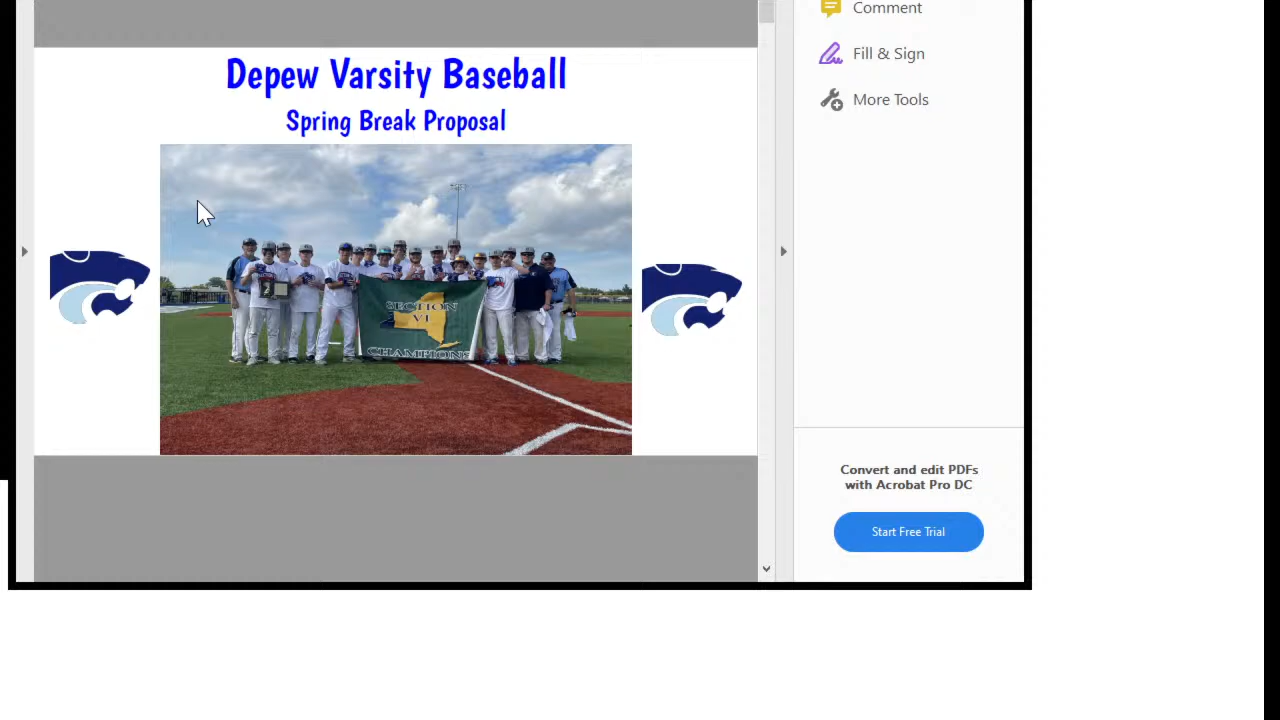 Comment
Fill & Sign
More Tools
Depew Varsity Baseball
Spring Break Proposal
SECTION
VI
CHAMPIONS
Convert and edit PDFs
with Acrobat Pro DC
Start Free Trial